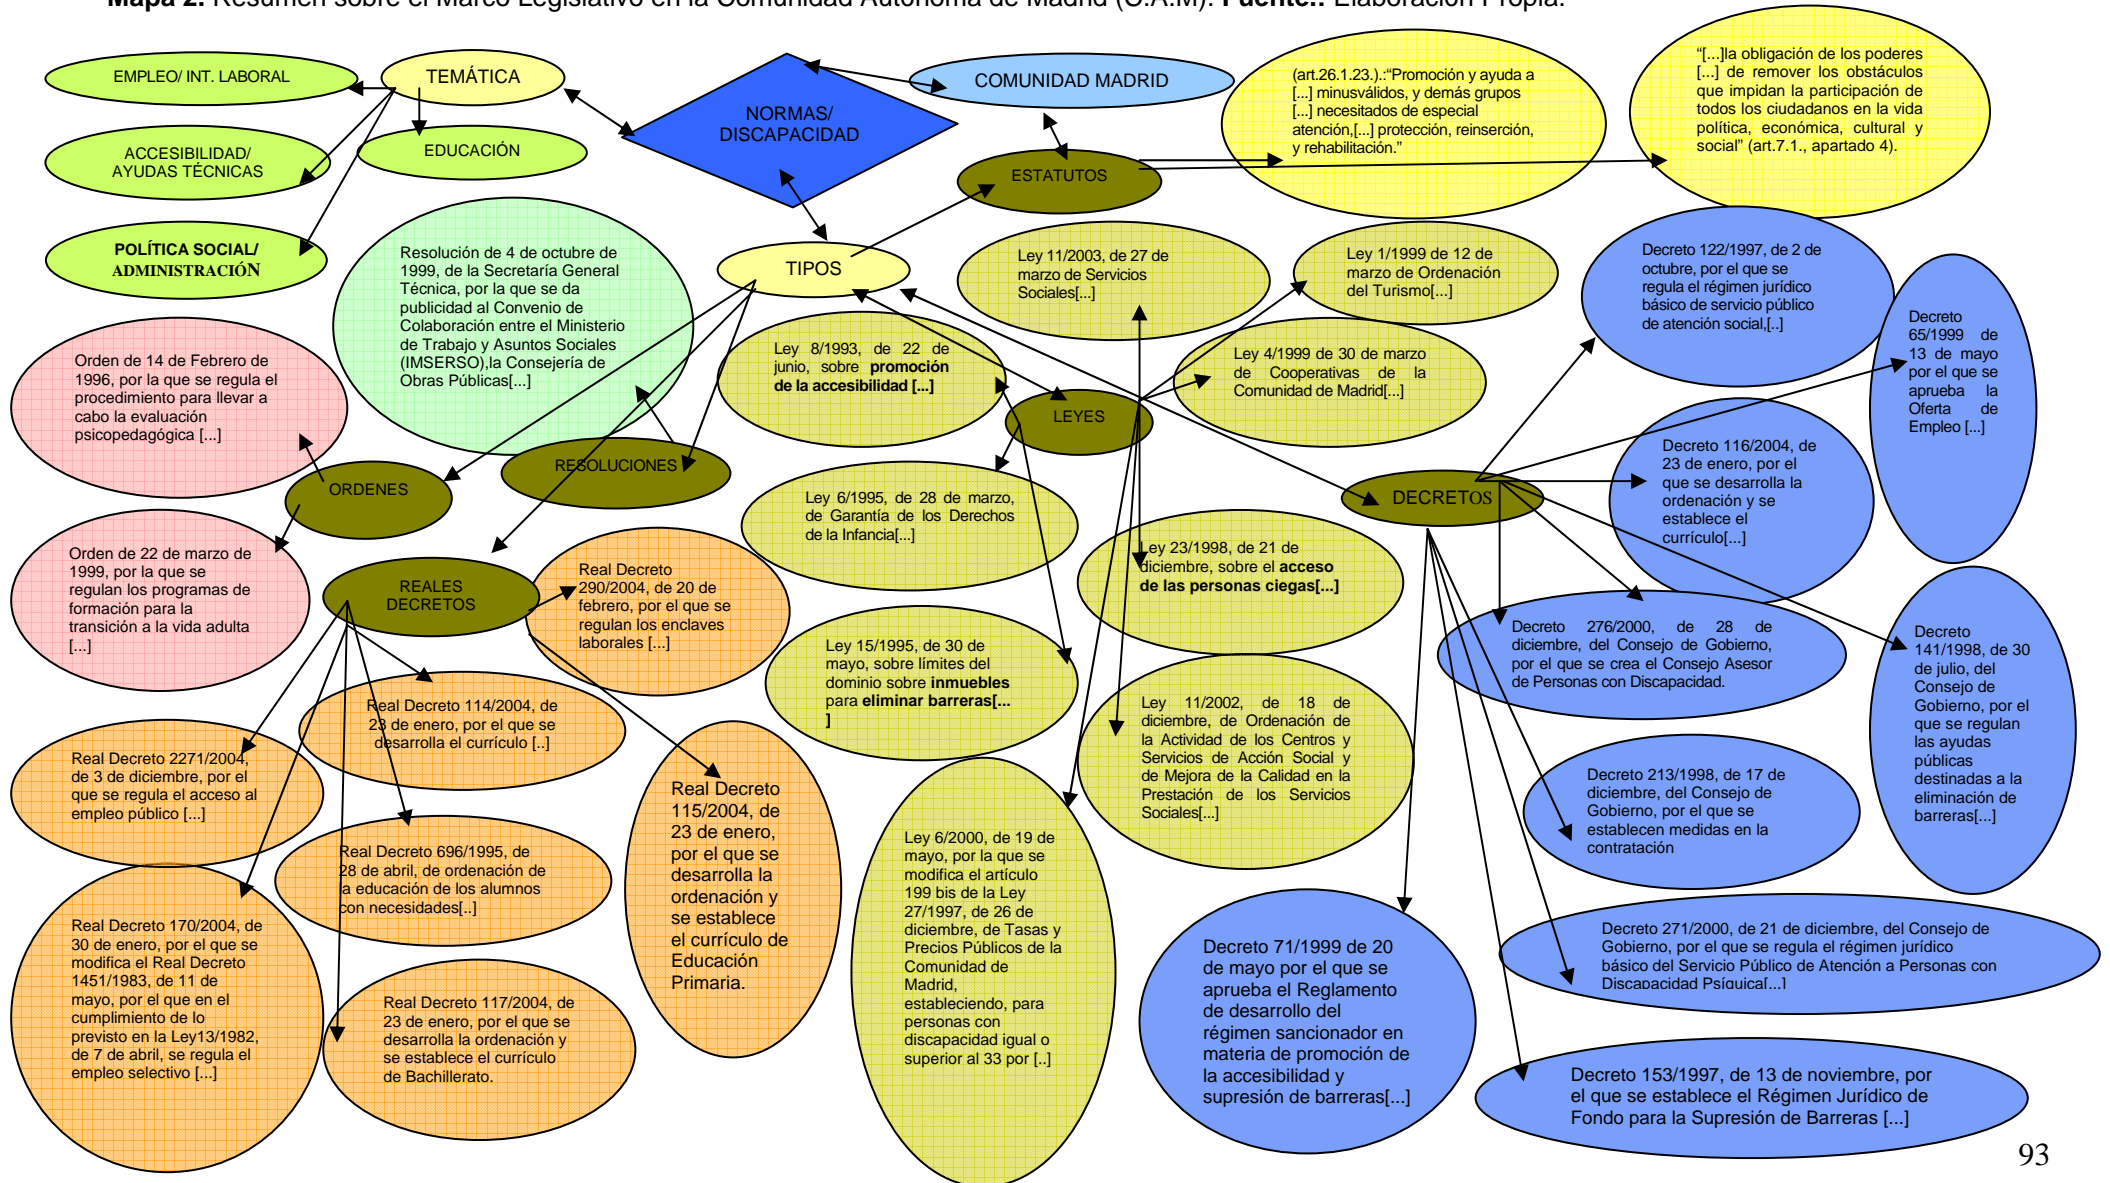 Mapa 2. Resumen sobre el Marco Legislativo en la Comunidad Autónoma de Madrid (C.A.M). Fuente.: Elaboración Propia.
EMPLEO/ INT. LABORAL
TEMÁTICA
NORMAS/
DISCAPACIDAD
COMUNIDAD MADRID
(art.26.1.23.).:“Promoción y ayuda a
[...] minusválidos, y demás grupos
[...] necesitados de especial
atención,[...] protección, reinserción,
y rehabilitación.”
“[...]la obligación de los poderes
[...] de remover los obstáculos
que impidan la participación de
todos los ciudadanos en la vida
política, económica, cultural y
social” (art.7.1., apartado 4).
ACCESIBILIDAD/
AYUDAS TÉCNICAS
EDUCACIÓN
ESTATUTOS
POLÍTICA SOCIAL/
ADMINISTRACIÓN
Resolución de 4 de octubre de
1999, de la Secretaría General
Técnica, por la que se da
publicidad al Convenio de
Colaboración entre el Ministerio
de Trabajo y Asuntos Sociales
(IMSERSO),la Consejería de
Obras Públicas[...]
TIPOS
Ley 11/2003, de 27 de
marzo de Servicios
Sociales[...]
Ley 1/1999 de 12 de
marzo de Ordenación
del Turismo[...]
Decreto 122/1997, de 2 de
octubre, por el que se
regula el régimen jurídico
básico de servicio público
de atención social,[..]
Decreto
65/1999 de
13 de mayo
por el que se
aprueba la
Oferta de
Empleo [...]
Orden de 14 de Febrero de
1996, por la que se regula el
procedimiento para llevar a
cabo la evaluación
psicopedagógica [...]
Ley 8/1993, de 22 de
junio, sobre promoción
de la accesibilidad [...]
Ley 4/1999 de 30 de marzo
de Cooperativas de la
Comunidad de Madrid[...]
LEYES
RESOLUCIONES
ORDENES
DECRETOS
Decreto 116/2004, de
23 de enero, por el
que se desarrolla la
ordenación y se
establece el
currículo[...]
Ley 6/1995, de 28 de marzo,
de Garantía de los Derechos
de la Infancia[...]
Orden de 22 de marzo de
1999, por la que se
regulan los programas de
formación para la
transición a la vida adulta
[...]
REALES
DECRETOS
Real Decreto
290/2004, de 20 de
febrero, por el que se
regulan los enclaves
laborales [...]
Ley 23/1998, de 21 de
diciembre, sobre el acceso
de las personas ciegas[...]
Ley 15/1995, de 30 de
mayo, sobre límites del
dominio sobre inmuebles
para eliminar barreras[...
]
Decreto 276/2000, de 28 de
diciembre, del Consejo de Gobierno,
por el que se crea el Consejo Asesor
de Personas con Discapacidad.
Decreto
141/1998, de 30
de julio, del
Consejo de
Gobierno, por el
que se regulan
las ayudas
públicas
destinadas a la
eliminación de
barreras[...]
Real Decreto 114/2004, de
23 de enero, por el que se
desarrolla el currículo [..]
Ley 11/2002, de 18 de
diciembre, de Ordenación de
la Actividad de los Centros y
Servicios de Acción Social y
de Mejora de la Calidad en la
Prestación de los Servicios
Sociales[...]
Real Decreto 2271/2004,
de 3 de diciembre, por el
que se regula el acceso al
empleo público [...]
Real Decreto
115/2004, de
23 de enero,
por el que se
desarrolla la
ordenación y
se establece
el currículo de
Educación
Primaria.
Decreto 213/1998, de 17 de
diciembre, del Consejo de
Gobierno, por el que se
establecen medidas en la
contratación
Real Decreto 696/1995, de
28 de abril, de ordenación de
la educación de los alumnos
con necesidades[..]
Ley 6/2000, de 19 de
mayo, por la que se
modifica el artículo
199 bis de la Ley
27/1997, de 26 de
diciembre, de Tasas y
Precios Públicos de la
Comunidad de
Madrid,
estableciendo, para
personas con
discapacidad igual o
superior al 33 por [..]
Real Decreto 170/2004, de
30 de enero, por el que se
modifica el Real Decreto
1451/1983, de 11 de
mayo, por el que en el
cumplimiento de lo
previsto en la Ley13/1982,
de 7 de abril, se regula el
empleo selectivo [...]
Decreto 271/2000, de 21 de diciembre, del Consejo de
Gobierno, por el que se regula el régimen jurídico
básico del Servicio Público de Atención a Personas con
Discapacidad Psíquica[...]
Decreto 71/1999 de 20
de mayo por el que se
aprueba el Reglamento
de desarrollo del
régimen sancionador en
materia de promoción de
la accesibilidad y
supresión de barreras[...]
Real Decreto 117/2004, de
23 de enero, por el que se
desarrolla la ordenación y
se establece el currículo
de Bachillerato.
Decreto 153/1997, de 13 de noviembre, por
el que se establece el Régimen Jurídico de
Fondo para la Supresión de Barreras [...]
93